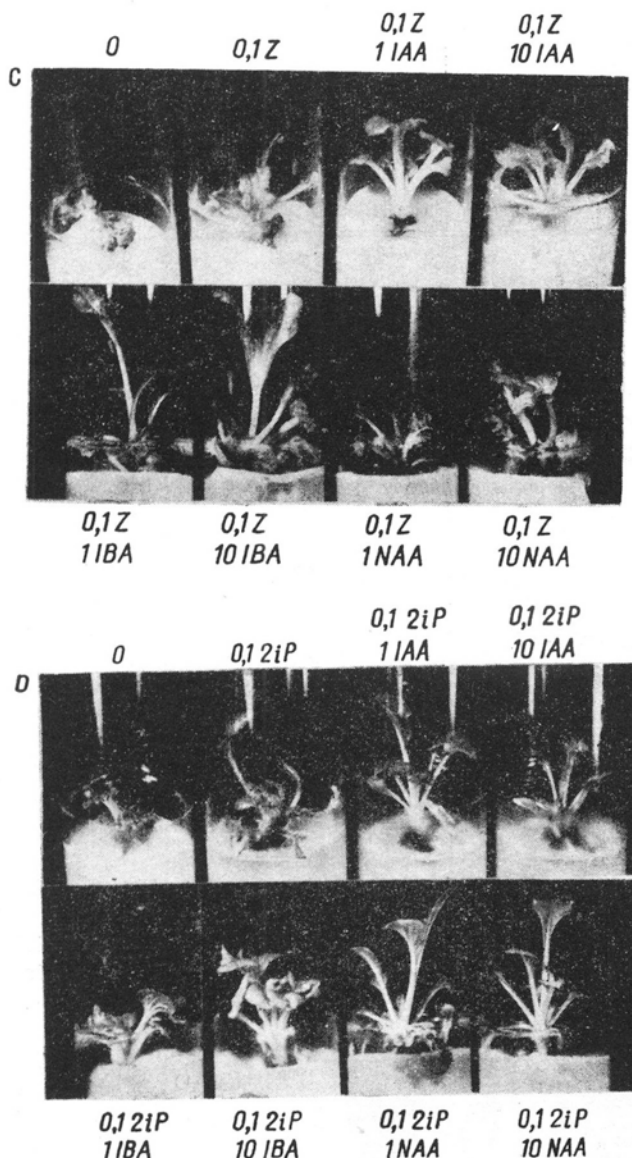 0,1 Z 0,1 Z
0 0,1 Z 1 IAA 10 IAA
C
0,1 Z 0,1 Z 0,1 Z 0,1 Z
1 IBA 10 IBA 1 NAA 10 NAA
0,1 2iP 0,1 2iP
0 0,1 2iP 1 IAA 10 IAA
D
0,1 2iP 0,1 2iP 0,1 2iP 0,1 2iP
1 IBA 10 IBA 1 NAA 10 NAA